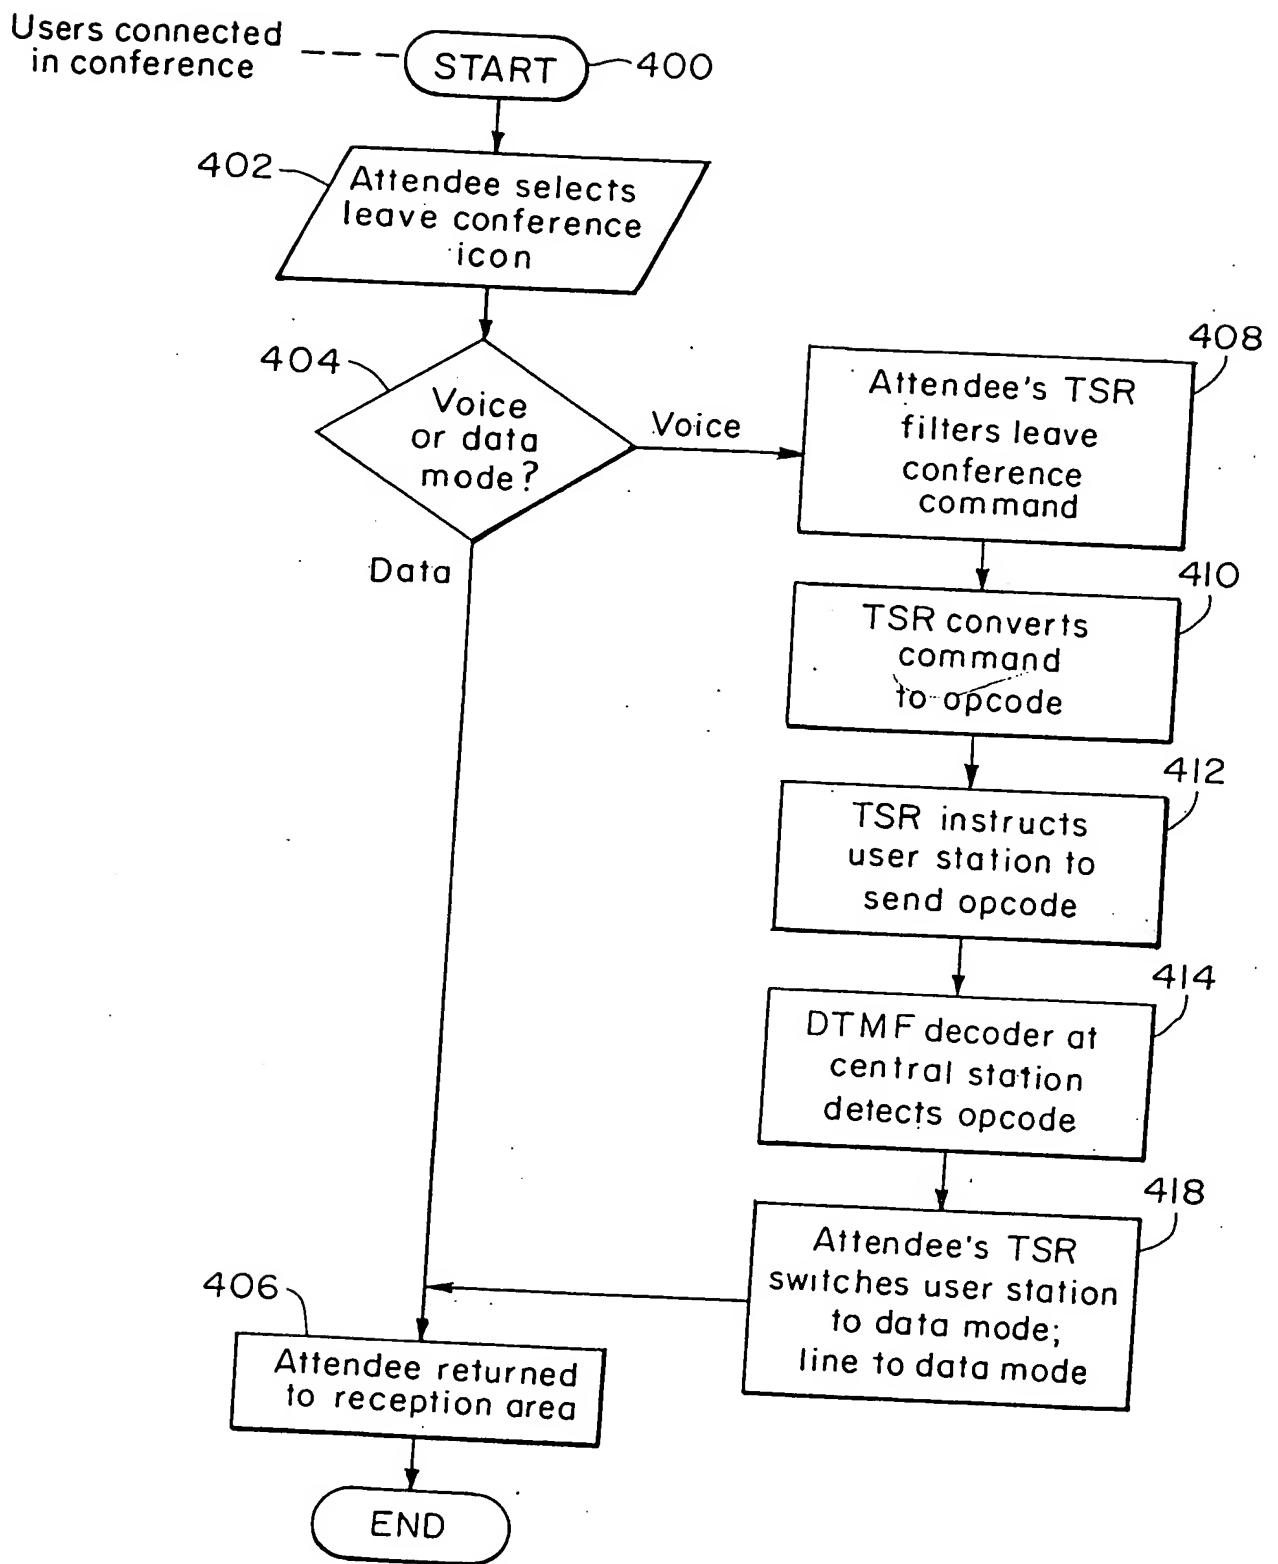 Users connected
in conference
START
400
402
Attendee selects
leave conference
icon
404
Voice
or data
mode?
Voice
Data
408
Attendee's TSR
filters leave
conference
command
410
TSR converts
command
to opcode
412
TSR instructs
user station to
send opcode
414
DTMF decoder at
central station
detects opcode
418
Attendee's TSR
switches user station
to data mode;
line to data mode
406
Attendee returned
to reception area
END